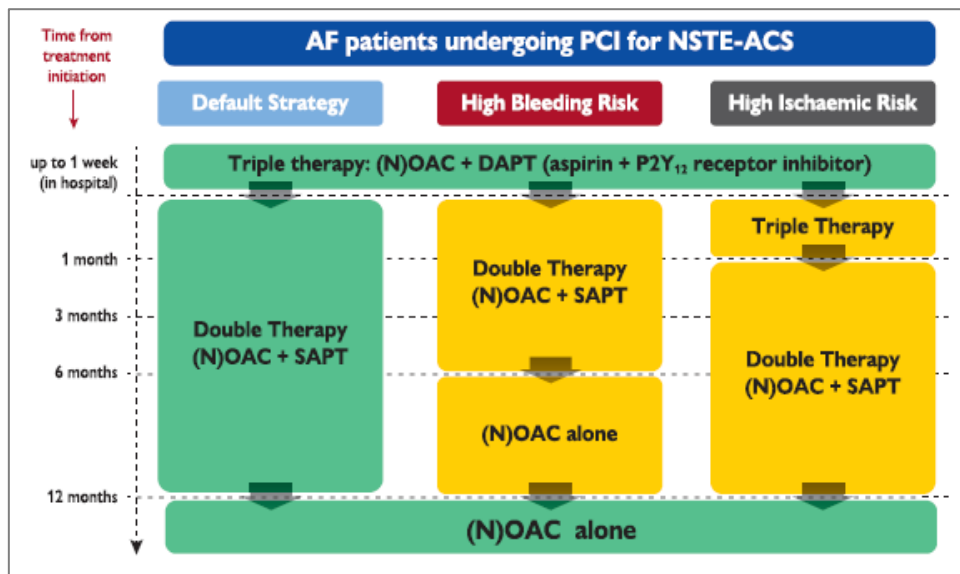 Time from
treatment
initiation
AF patients undergoing PCI for NSTE-ACS
Default Strategy
High Bleeding Risk
High Ischaemic Risk
up to 1 week
(in hospital)
Triple therapy: (N)OAC + DAPT (aspirin + P2Y₁₂ receptor inhibitor)
Triple Therapy
1 month
Double Therapy
(N)OAC + SAPT
3 months
Double Therapy
(N)OAC + SAPT
Double Therapy
(N)OAC + SAPT
6 months
(N)OAC alone
12 months
(N)OAC alone